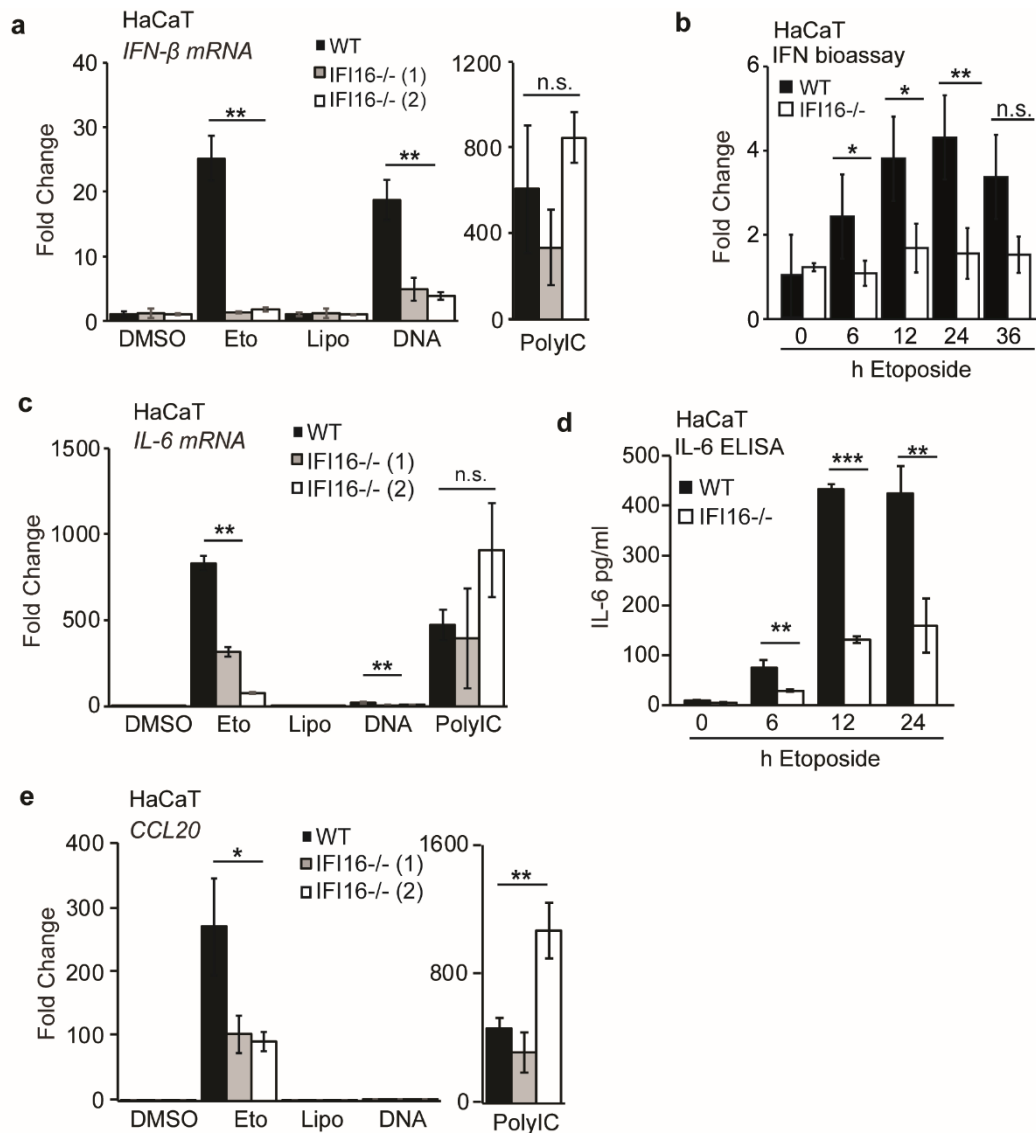 a
HaCaT
IFN-β mRNA
WT
IFI16-/- (1)
IFI16-/- (2)
Fold Change
40
30
20
10
0
**
**
DMSO
Eto
Lipo
DNA
1200
800
400
0
n.s.
PolyIC
b
HaCaT
IFN bioassay
WT
IFI16-/-
Fold Change
6
4
2
0
*
*
**
n.s.
0 6 12 24 36
h Etoposide
c
HaCaT
IL-6 mRNA
WT
IFI16-/- (1)
IFI16-/- (2)
Fold Change
1500
1000
500
0
**
**
n.s.
DMSO
Eto
Lipo
DNA
PolyIC
d
HaCaT
IL-6 ELISA
WT
IFI16-/-
IL-6 pg/ml
500
400
300
200
100
0
**
***
**
0 6 12 24
h Etoposide
e
HaCaT
CCL20
WT
IFI16-/- (1)
IFI16-/- (2)
Fold Change
400
300
200
100
0
*
DMSO
Eto
Lipo
DNA
1600
800
0
**
PolyIC